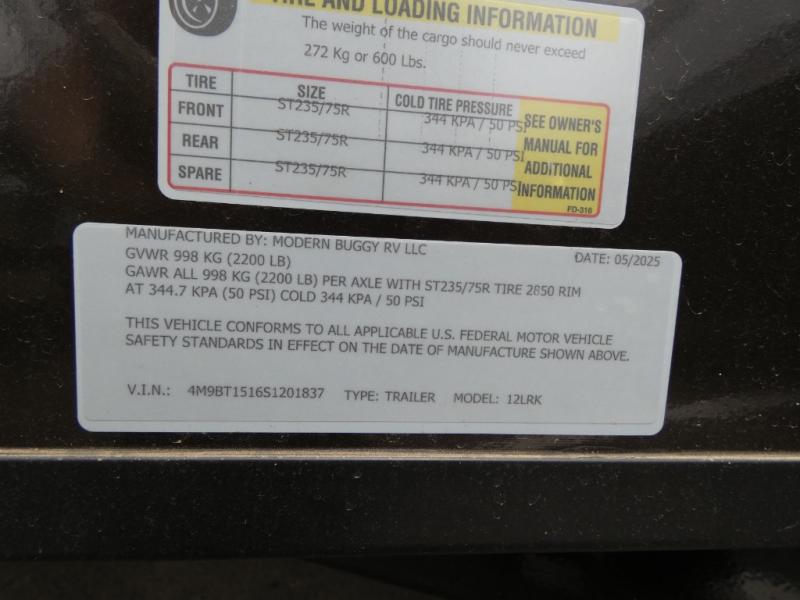 TIRE AND LOADING INFORMATION
The weight of the cargo should never exceed
272 Kg or 600 Lbs.
TIRE SIZE COLD TIRE PRESSURE
FRONT ST235/75R 344 KPA / 50 PSI
REAR ST235/75R 344 KPA / 50 PSI
SPARE ST235/75R 344 KPA / 50 PSI
SEE OWNER'S
MANUAL FOR
ADDITIONAL
INFORMATION
FD-316
MANUFACTURED BY: MODERN BUGGY RV LLC DATE: 05/2025
GVWR 998 KG (2200 LB)
GAWR ALL 998 KG (2200 LB) PER AXLE WITH ST235/75R TIRE 2850 RIM
AT 344.7 KPA (50 PSI) COLD 344 KPA / 50 PSI
THIS VEHICLE CONFORMS TO ALL APPLICABLE U.S. FEDERAL MOTOR VEHICLE
SAFETY STANDARDS IN EFFECT ON THE DATE OF MANUFACTURE SHOWN ABOVE.
V.I.N.: 4M9BT1516S1201837 TYPE: TRAILER MODEL: 12LRK